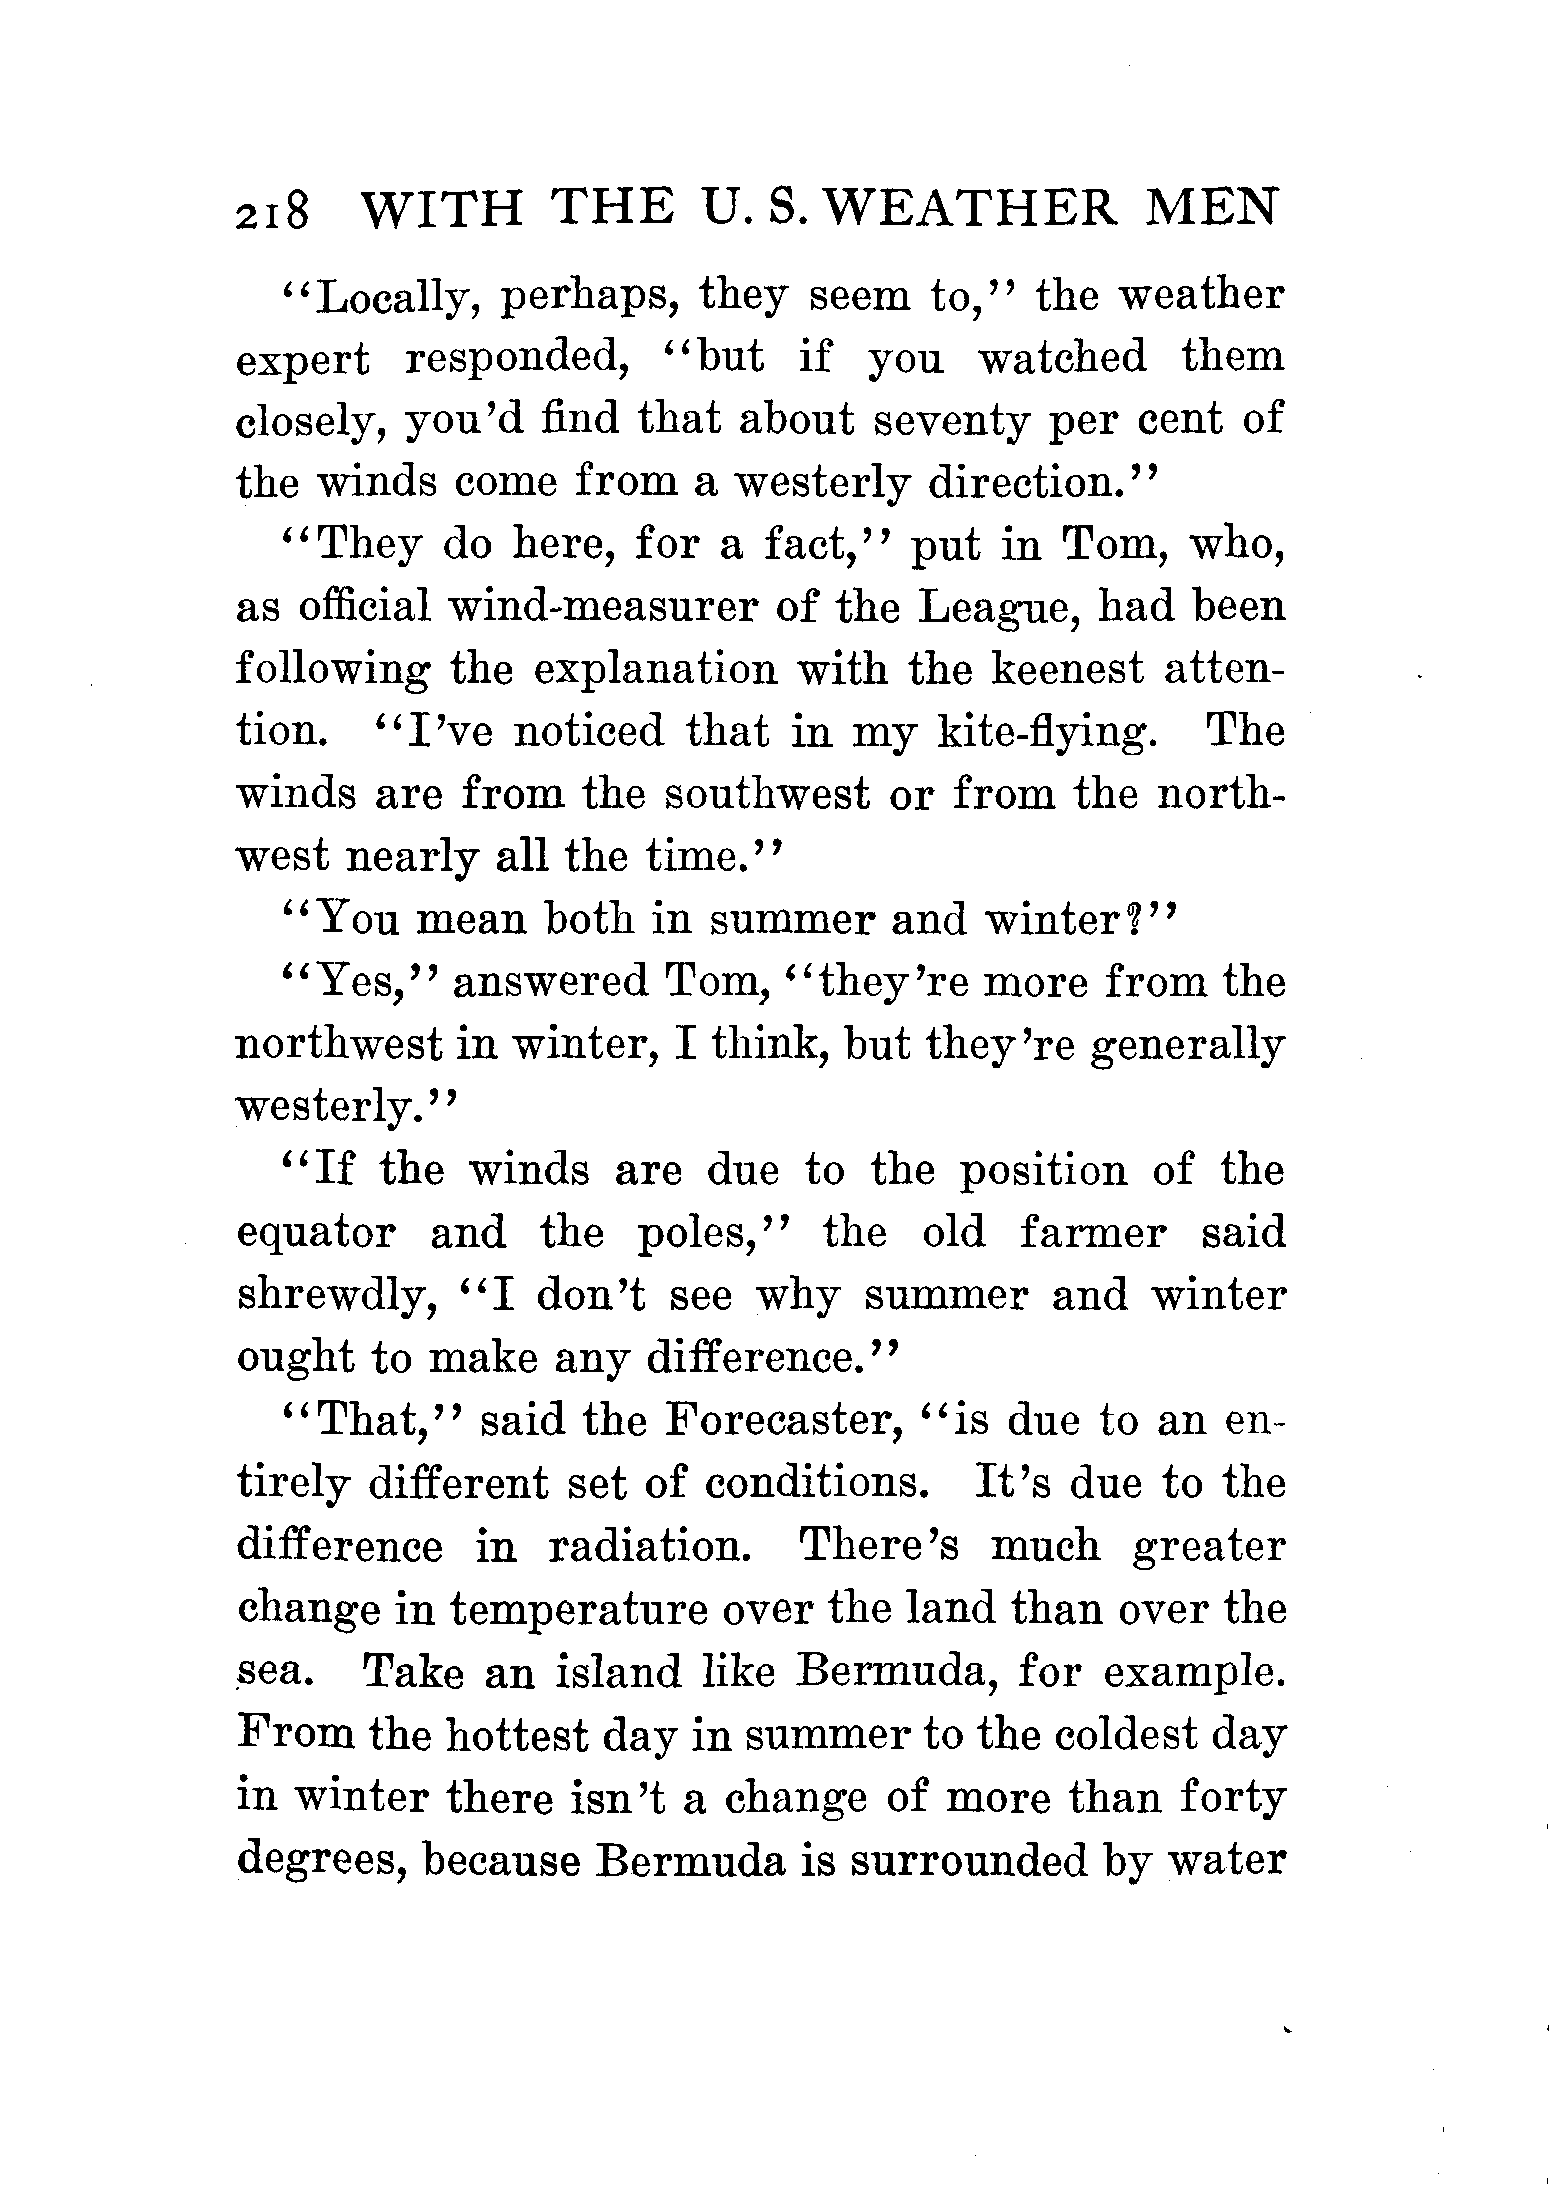 218 WITH THE U. S. WEATHER MEN
"Locally, perhaps, they seem to," the weather
expert responded, "but if you watched them
closely, you'd find that about seventy per cent of
the winds come from a westerly direction."
"They do here, for a fact," put in Tom, who,
as official wind-measurer of the League, had been
following the explanation with the keenest atten-
tion. "I've noticed that in my kite-flying. The
winds are from the southwest or from the north-
west nearly all the time."
"You mean both in summer and winter?"
"Yes," answered Tom, "they're more from the
northwest in winter, I think, but they're generally
westerly."
"If the winds are due to the position of the
equator and the poles," the old farmer said
shrewdly, "I don't see why summer and winter
ought to make any difference."
"That," said the Forecaster, "is due to an en-
tirely different set of conditions. It's due to the
difference in radiation. There's much greater
change in temperature over the land than over the
sea. Take an island like Bermuda, for example.
From the hottest day in summer to the coldest day
in winter there isn't a change of more than forty
degrees, because Bermuda is surrounded by water